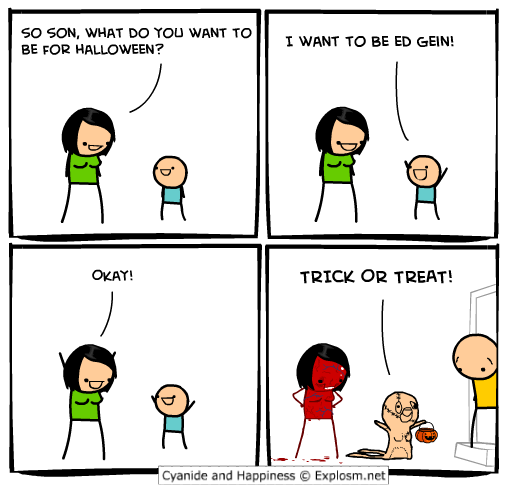 SO SON, WHAT DO YOU WANT TO
BE FOR HALLOWEEN?
I WANT TO BE ED GEIN!
OKAY!
TRICK OR TREAT!
Cyanide and Happiness © Explosm.net